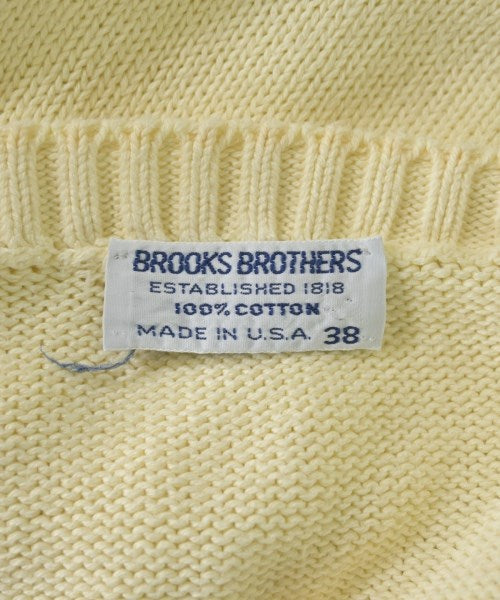 BROOKS BROTHERS
ESTABLISHED 1818
100% COTTON
MADE IN U.S.A. 38